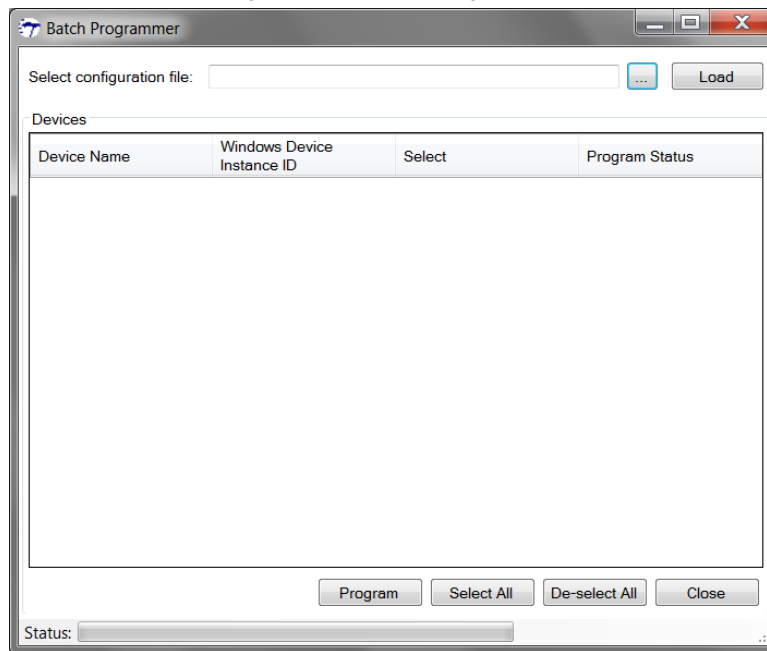 Batch Programmer
Select configuration file:
...
Load
Devices
Device Name
Windows Device
Instance ID
Select
Program Status
Program
Select All
De-select All
Close
Status: